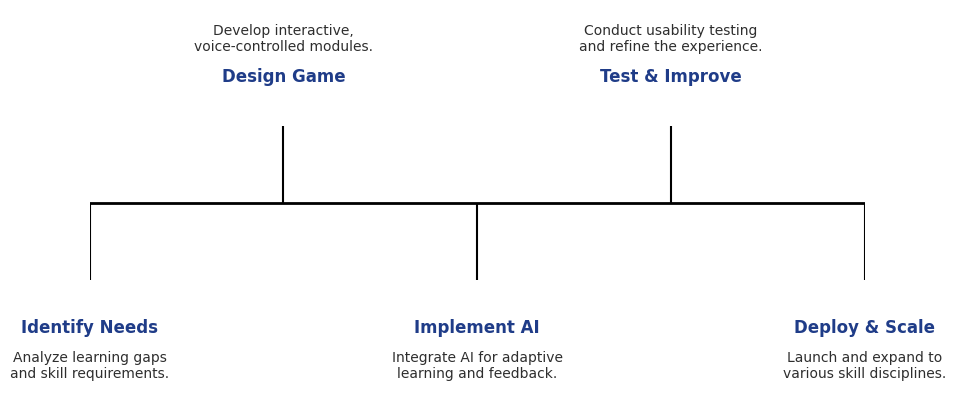 Develop interactive,
voice-controlled modules.
Design Game
Conduct usability testing
and refine the experience.
Test & Improve
Identify Needs
Analyze learning gaps
and skill requirements.
Implement AI
Integrate AI for adaptive
learning and feedback.
Deploy & Scale
Launch and expand to
various skill disciplines.